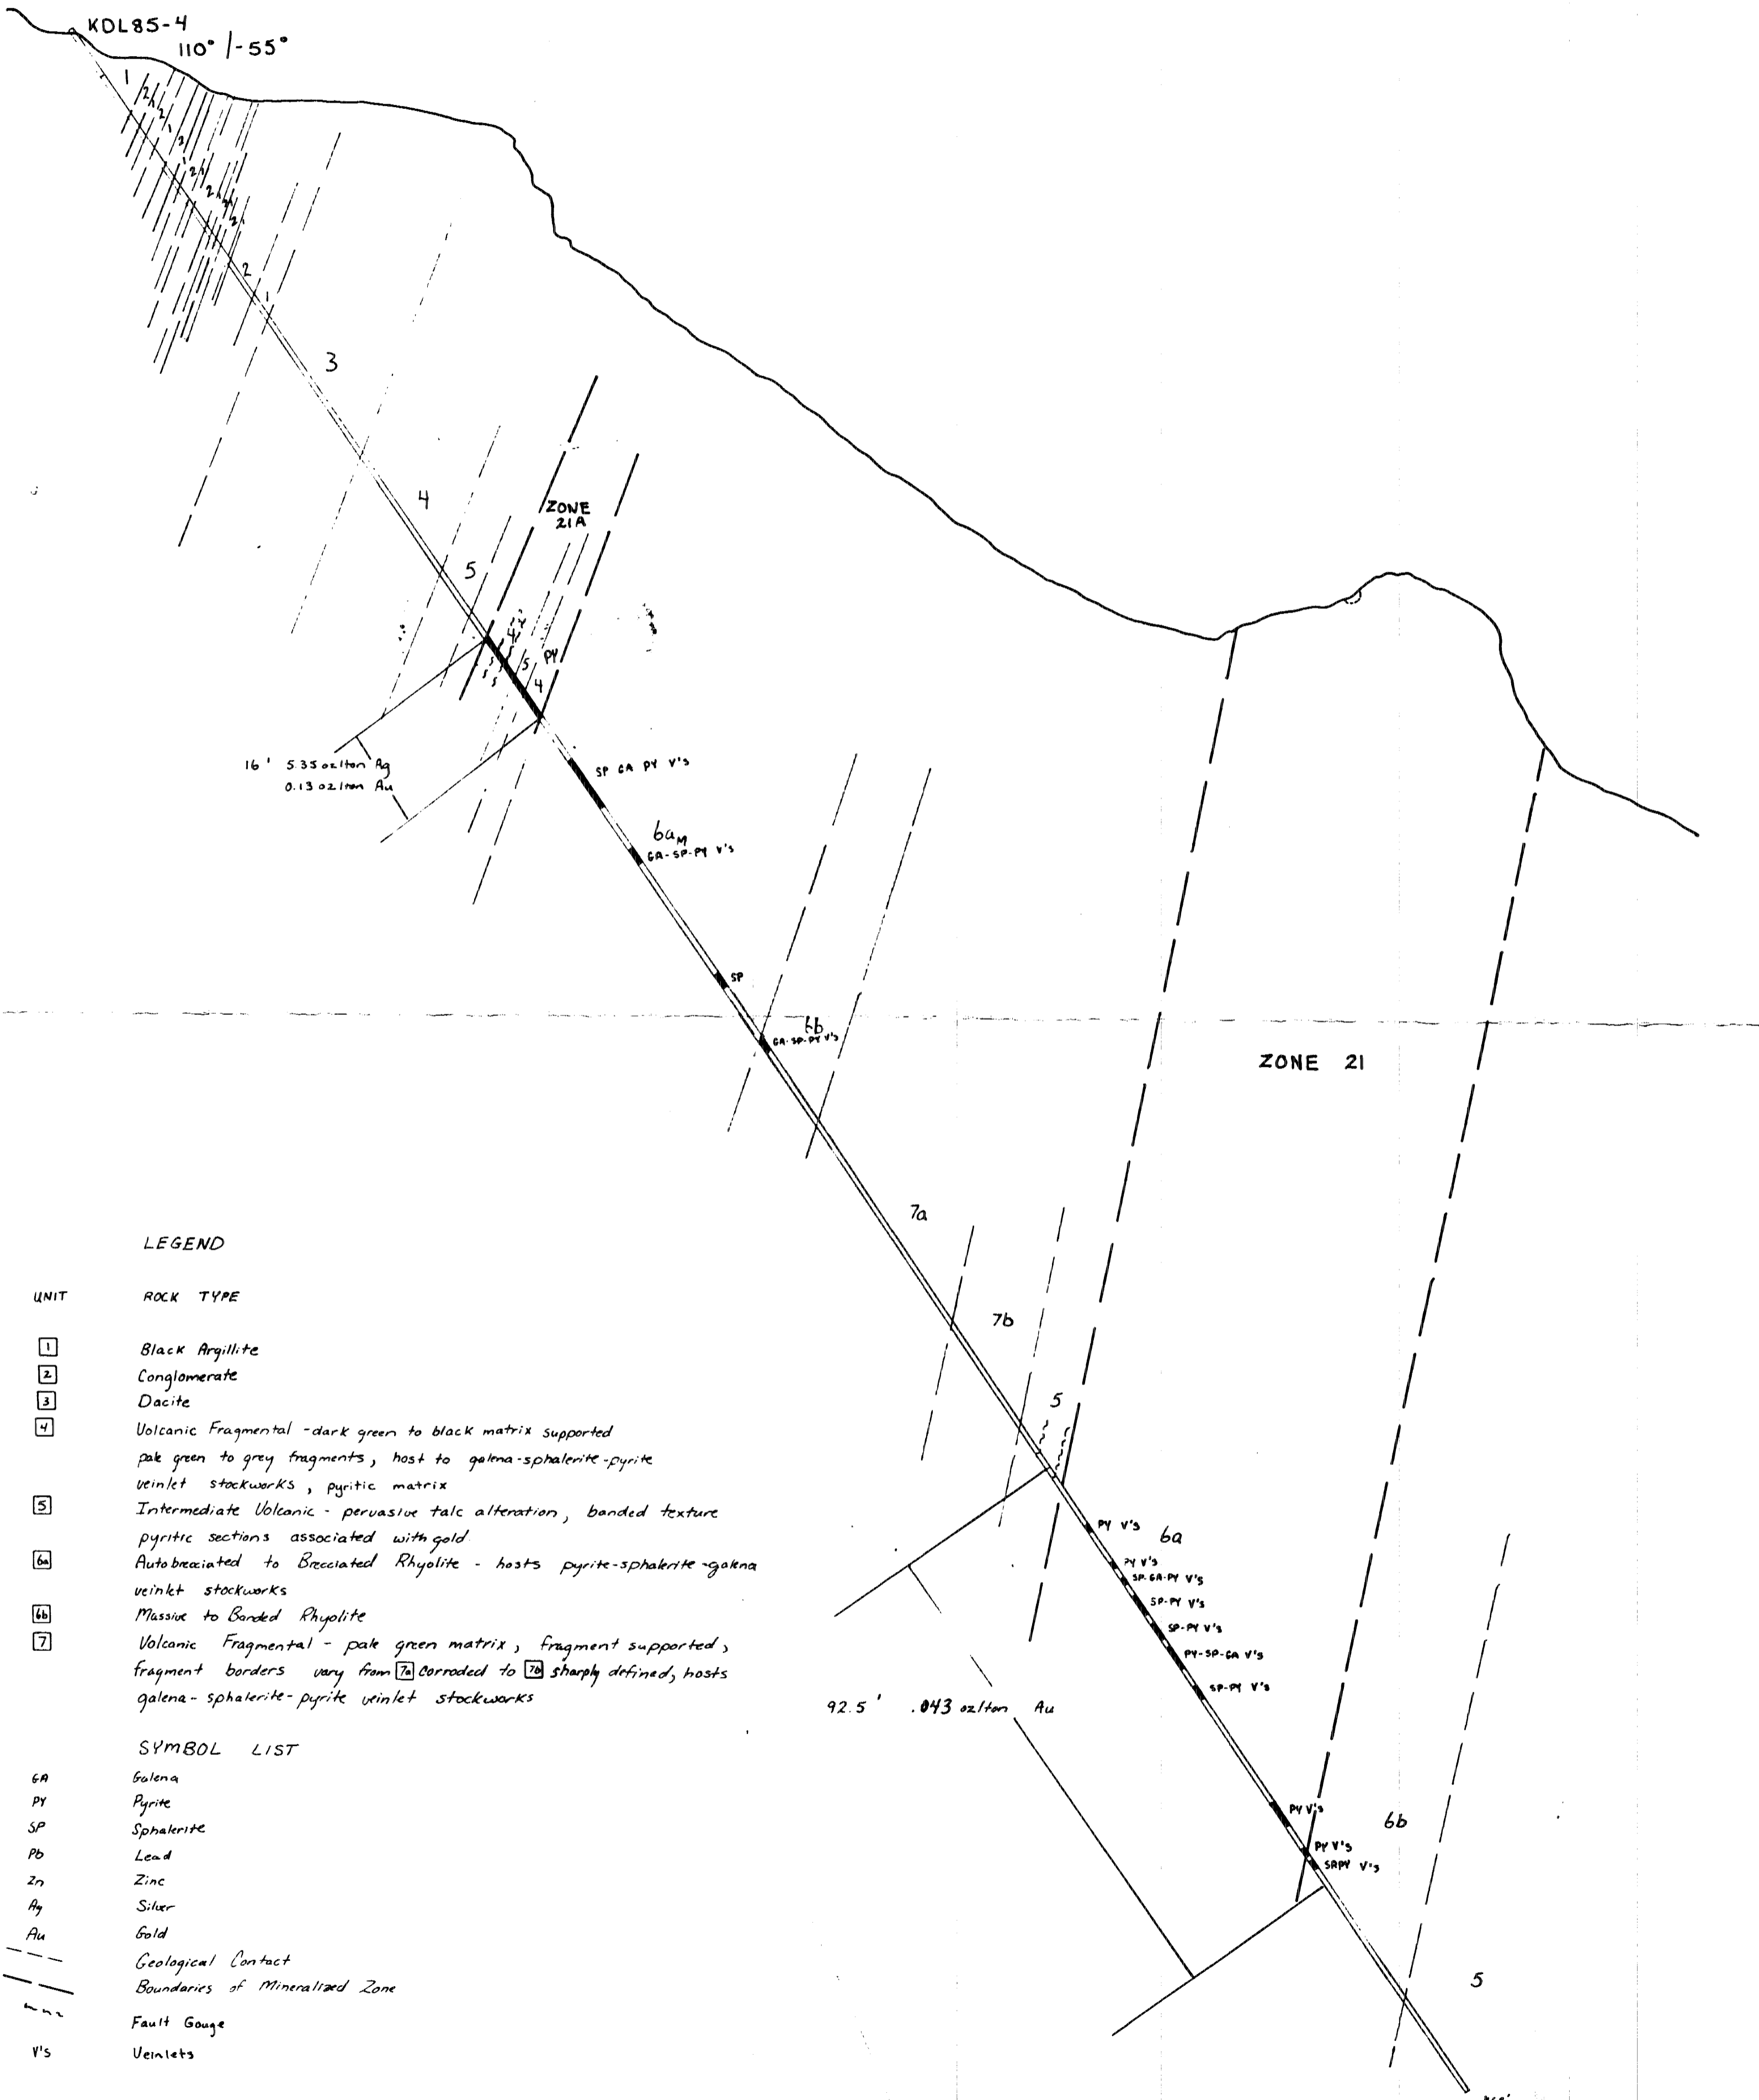 KDL85-4
110° /-55°
1
2
1
2
1
2
1
2
1
2
1
2
2
1
3
4
ZONE
21A
5
4
5
PY
4
16' 5.35 oz/ton Ag
0.13 oz/ton Au
SP GA PY V's
6a M
GA-SP-PY V's
SP
6b
GA-SP-PY V's
ZONE 21
7a
7b
5
PY V's
6a
PY V's
SP-GA-PY V's
SP-PY V's
SP-PY V's
PY-SP-GA V's
SP-PY V's
92.5' .043 oz/ton Au
PY V's
6b
PY V's
SPPY V's
5
LEGEND
UNIT ROCK TYPE
1 Black Argillite
2 Conglomerate
3 Dacite
4 Volcanic Fragmental - dark green to black matrix supported
pale green to grey fragments, host to galena-sphalerite-pyrite
veinlet stockworks, pyritic matrix
5 Intermediate Volcanic - pervasive talc alteration, banded texture
pyritic sections associated with gold
6a Autobrecciated to Brecciated Rhyolite - hosts pyrite-sphalerite-galena
veinlet stockworks
6b Massive to Banded Rhyolite
7 Volcanic Fragmental - pale green matrix, fragment supported,
fragment borders vary from 7a corroded to 7b sharply defined, hosts
galena-sphalerite-pyrite veinlet stockworks
SYMBOL LIST
GA Galena
PY Pyrite
SP Sphalerite
Pb Lead
Zn Zinc
Ag Silver
Au Gold
Geological Contact
Boundaries of Mineralized Zone
Fault Gouge
V's Veinlets